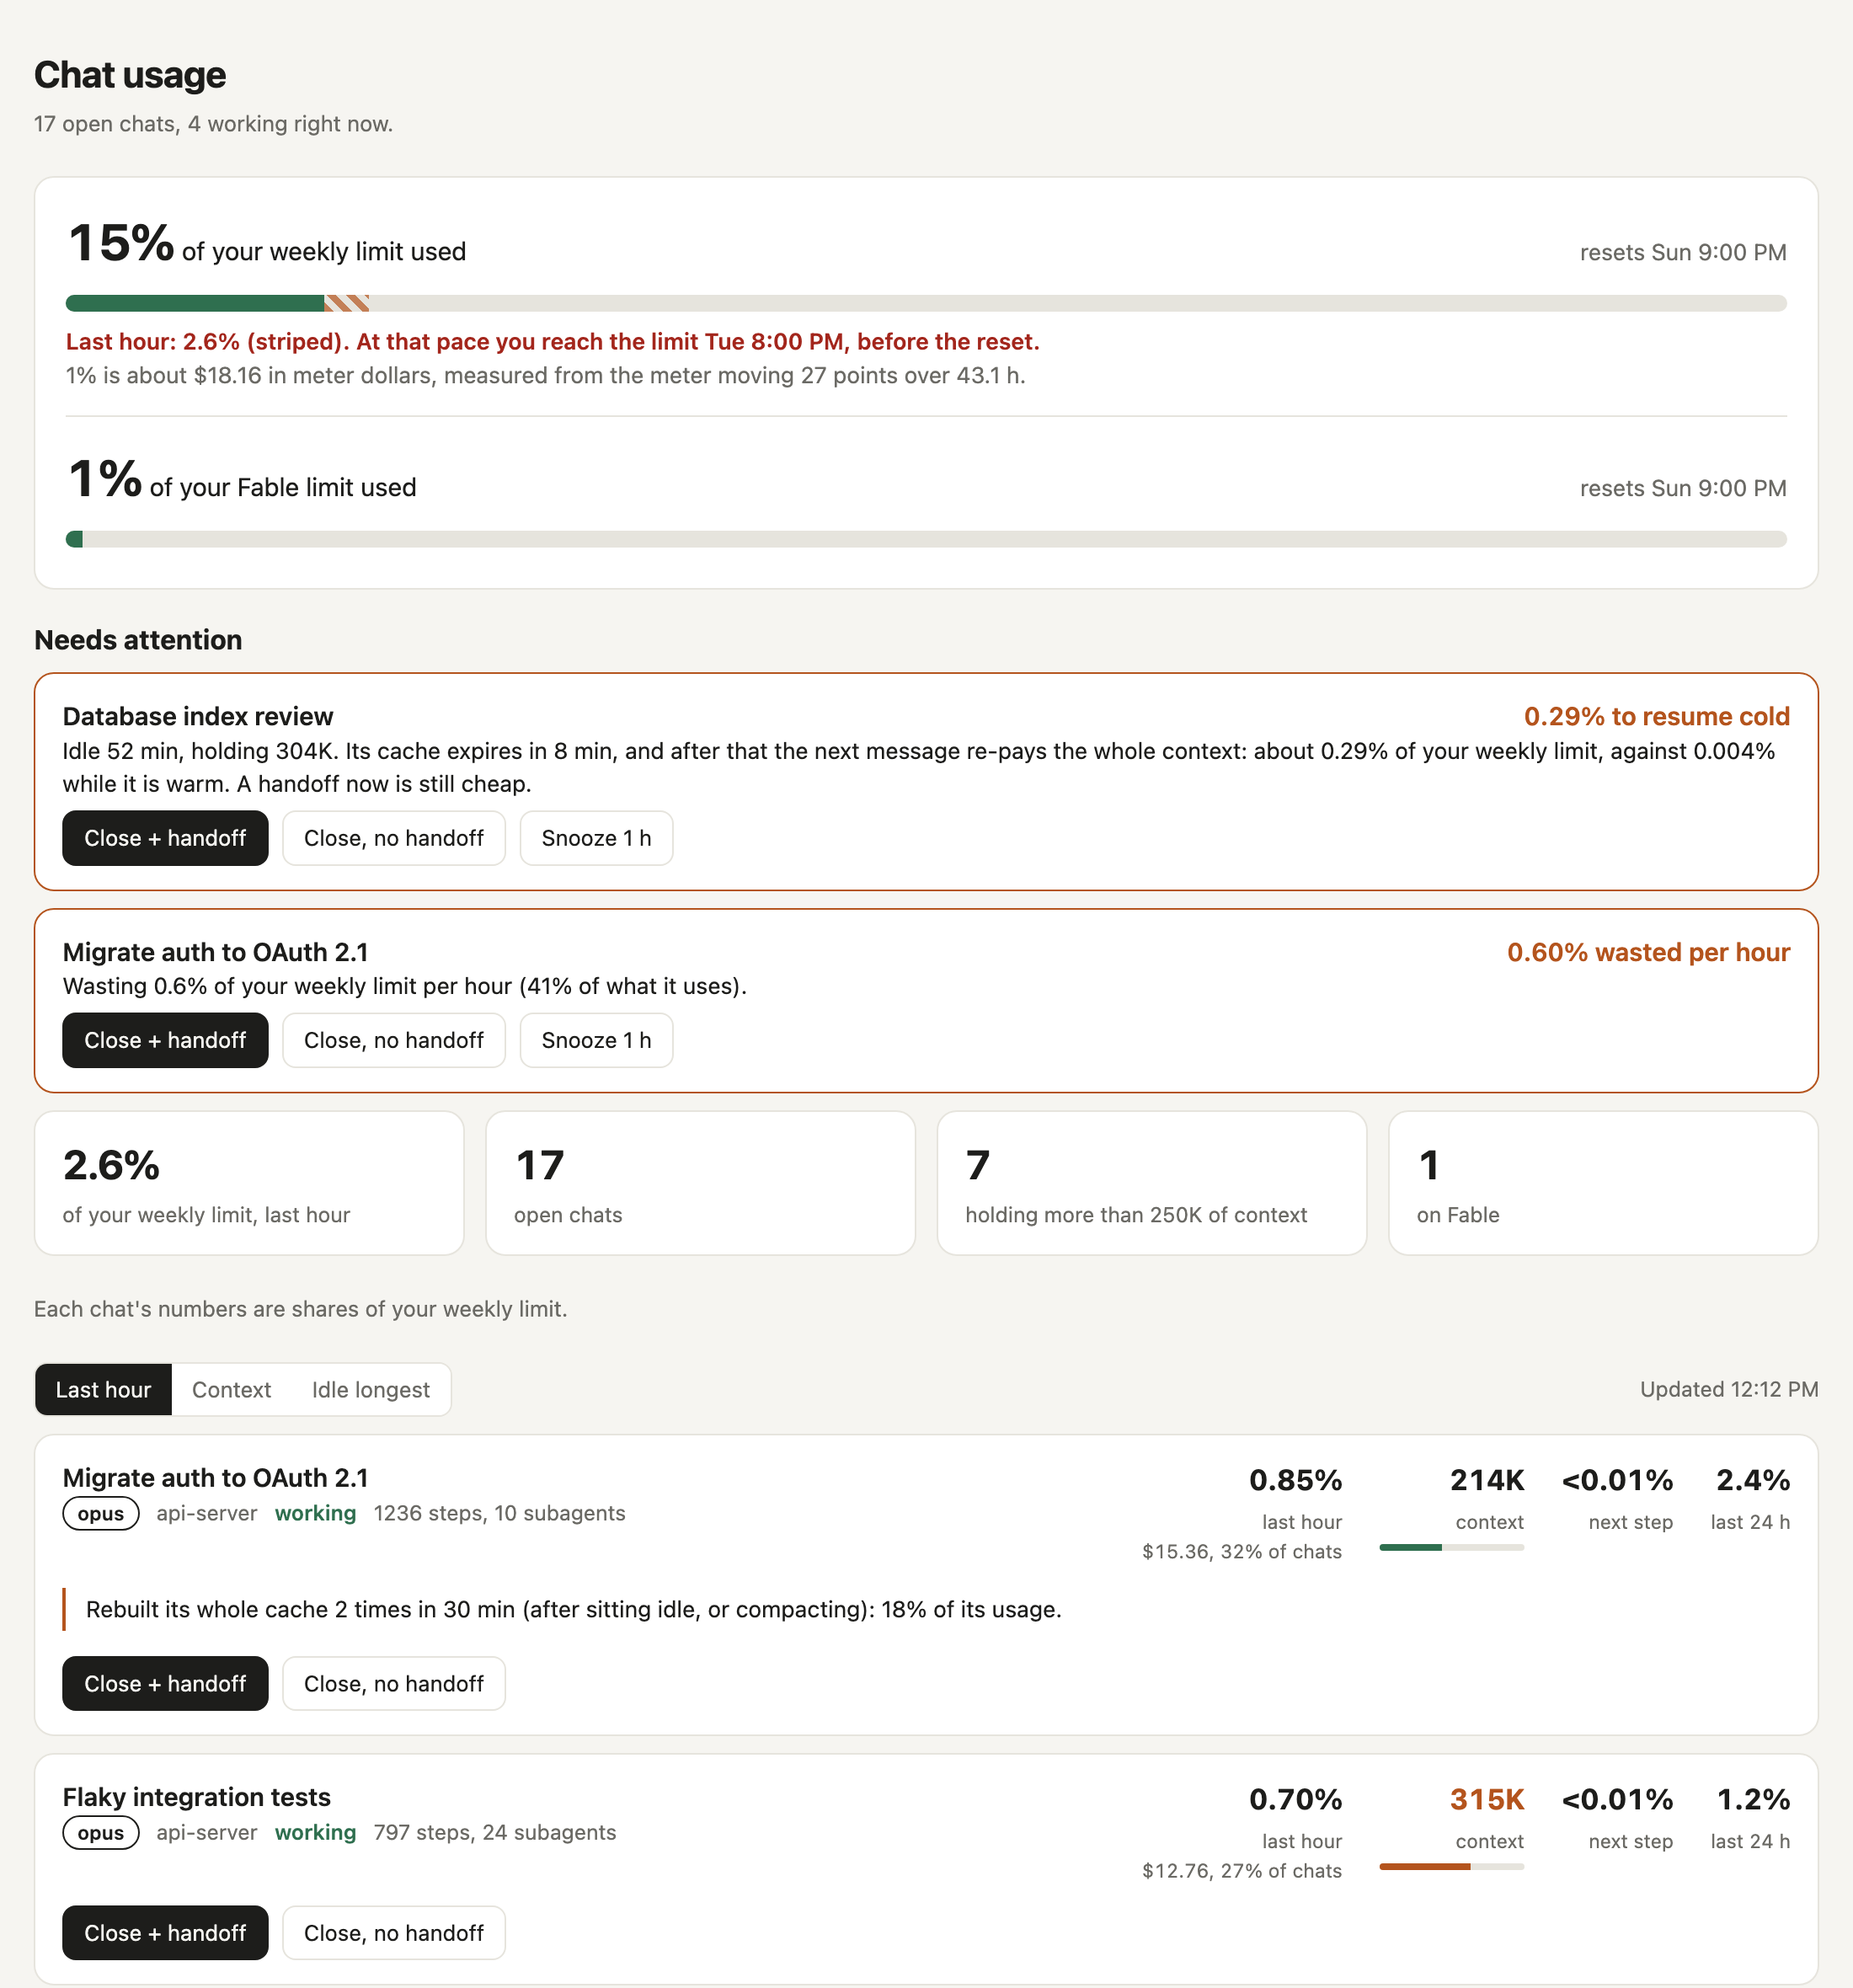 Chat usage
17 open chats, 4 working right now.
15% of your weekly limit used
resets Sun 9:00 PM
Last hour: 2.6% (striped). At that pace you reach the limit Tue 8:00 PM, before the reset.
1% is about $18.16 in meter dollars, measured from the meter moving 27 points over 43.1 h.
1% of your Fable limit used
resets Sun 9:00 PM
Needs attention
Database index review
0.29% to resume cold
Idle 52 min, holding 304K. Its cache expires in 8 min, and after that the next message re-pays the whole context: about 0.29% of your weekly limit, against 0.004%
while it is warm. A handoff now is still cheap.
Close + handoff
Close, no handoff
Snooze 1 h
Migrate auth to OAuth 2.1
0.60% wasted per hour
Wasting 0.6% of your weekly limit per hour (41% of what it uses).
Close + handoff
Close, no handoff
Snooze 1 h
2.6%
of your weekly limit, last hour
17
open chats
7
holding more than 250K of context
1
on Fable
Each chat's numbers are shares of your weekly limit.
Last hour
Context
Idle longest
Updated 12:12 PM
Migrate auth to OAuth 2.1
opus api-server working 1236 steps, 10 subagents
0.85%
last hour
$15.36, 32% of chats
214K
context
<0.01%
next step
2.4%
last 24 h
Rebuilt its whole cache 2 times in 30 min (after sitting idle, or compacting): 18% of its usage.
Close + handoff
Close, no handoff
Flaky integration tests
opus api-server working 797 steps, 24 subagents
0.70%
last hour
$12.76, 27% of chats
315K
context
<0.01%
next step
1.2%
last 24 h
Close + handoff
Close, no handoff